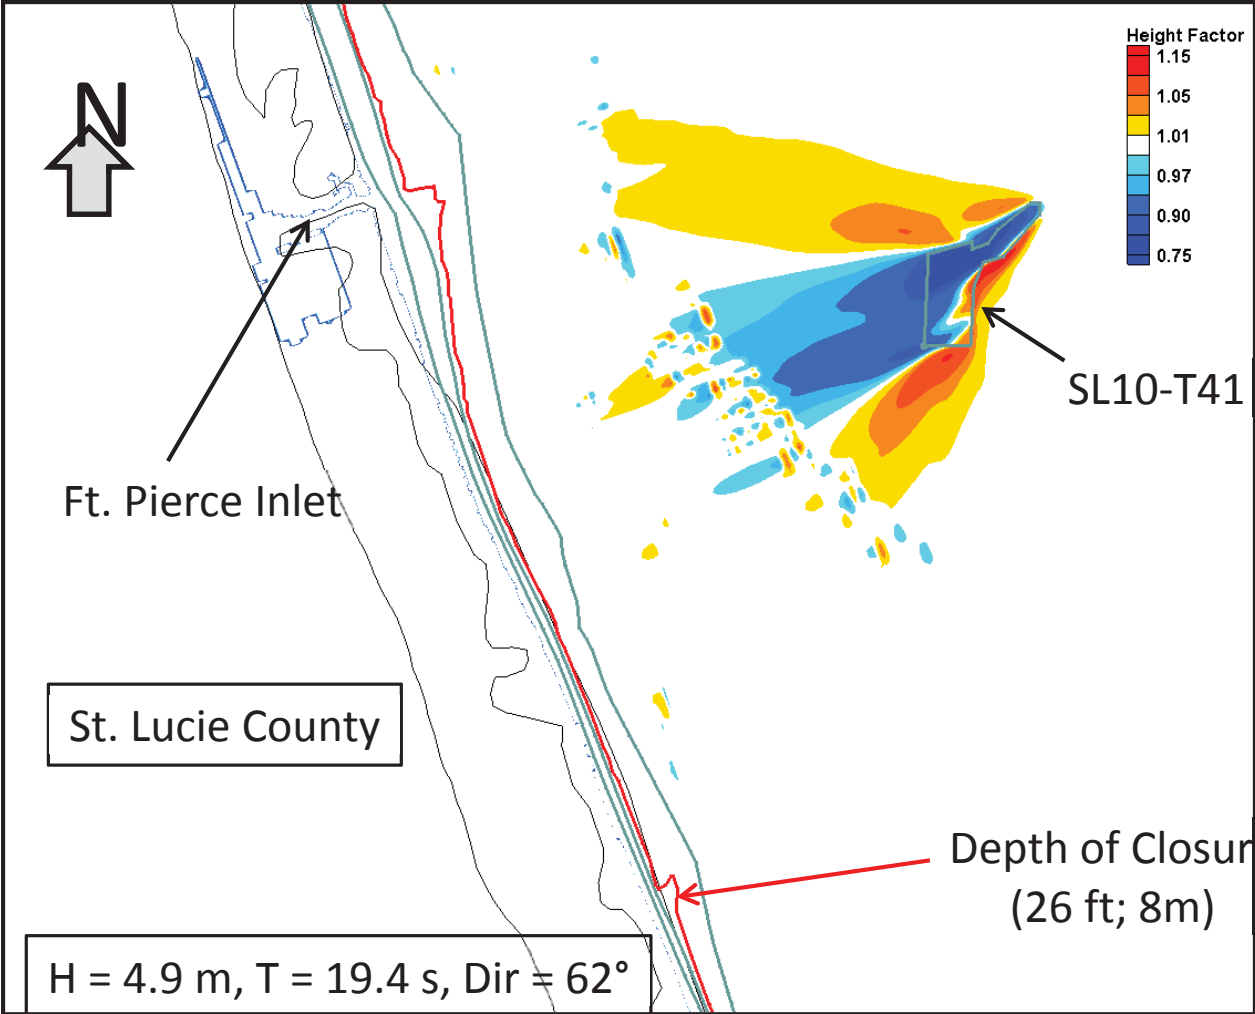 Height Factor
1.15
1.05
1.01
0.97
0.90
0.75
N
SL10-T41
Ft. Pierce Inlet
St. Lucie County
Depth of Closur
(26 ft; 8m)
H = 4.9 m, T = 19.4 s, Dir = 62°